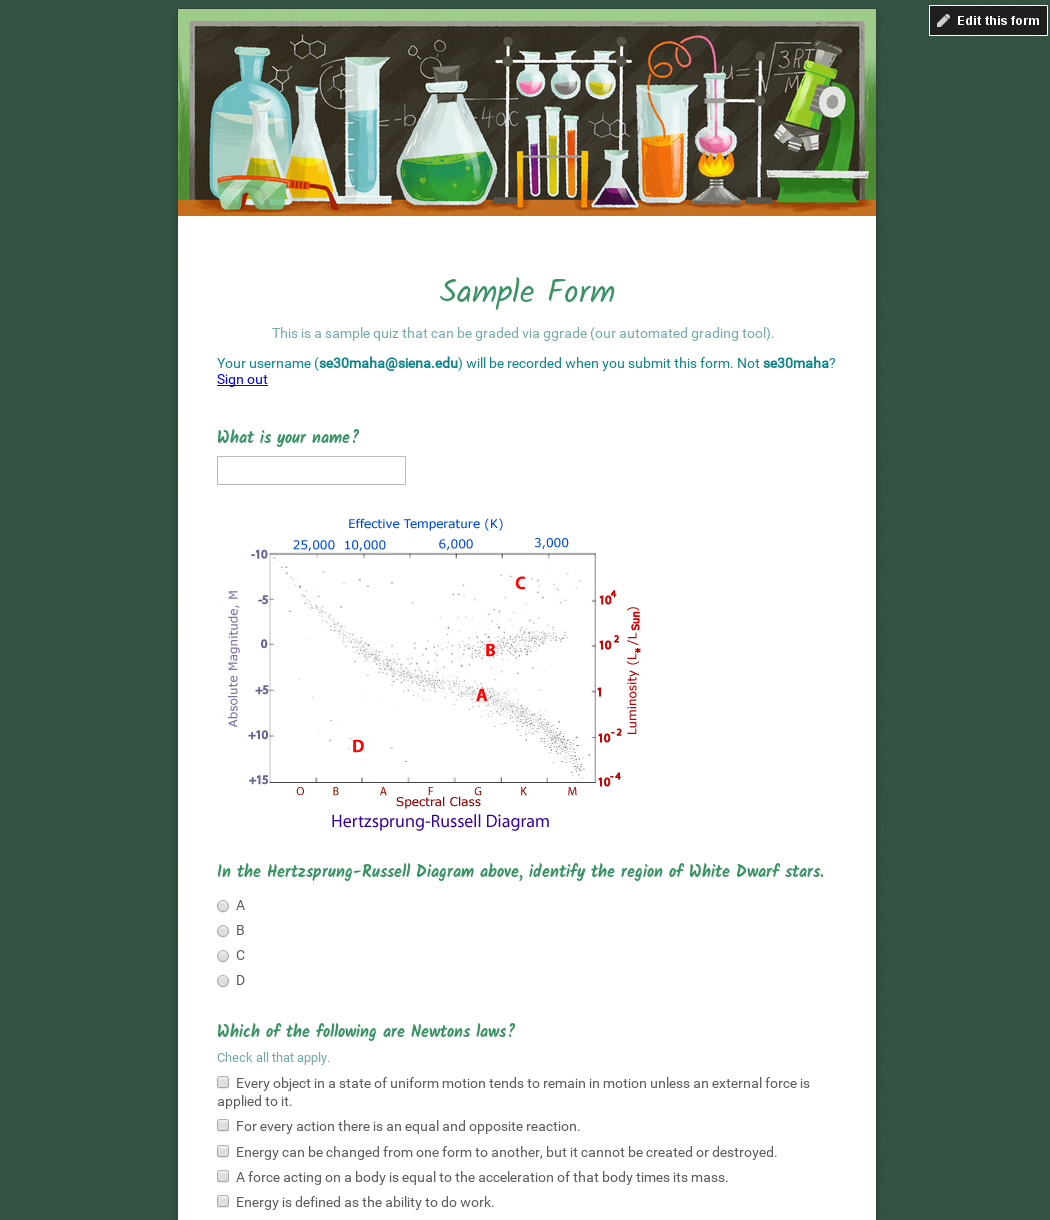 Edit this form
-b
-4ac
μ=
3RT
M
Sample Form
This is a sample quiz that can be graded via ggrade (our automated grading tool).
Your username (se30maha@siena.edu) will be recorded when you submit this form. Not se30maha?
Sign out
What is your name?
Effective Temperature (K)
25,000 10,000 6,000 3,000
-10
-5
0
+5
+10
+15
Absolute Magnitude, M
C
B
A
D
10⁴
10²
1
10⁻²
10⁻⁴
Luminosity (L*/L Sun)
O B A F G K M
Spectral Class
Hertzsprung-Russell Diagram
In the Hertzsprung-Russell Diagram above, identify the region of White Dwarf stars.
A
B
C
D
Which of the following are Newtons laws?
Check all that apply.
Every object in a state of uniform motion tends to remain in motion unless an external force is
applied to it.
For every action there is an equal and opposite reaction.
Energy can be changed from one form to another, but it cannot be created or destroyed.
A force acting on a body is equal to the acceleration of that body times its mass.
Energy is defined as the ability to do work.